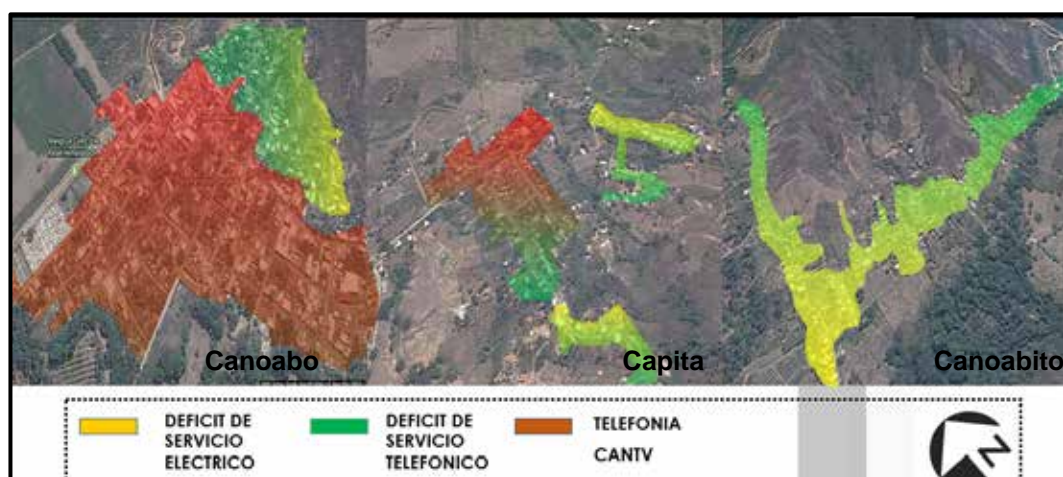 Canoabo
Capita
Canoabito
DEFICIT DE
SERVICIO
ELECTRICO
DEFICIT DE
SERVICIO
TELEFONICO
TELEFONIA
CANTV
N